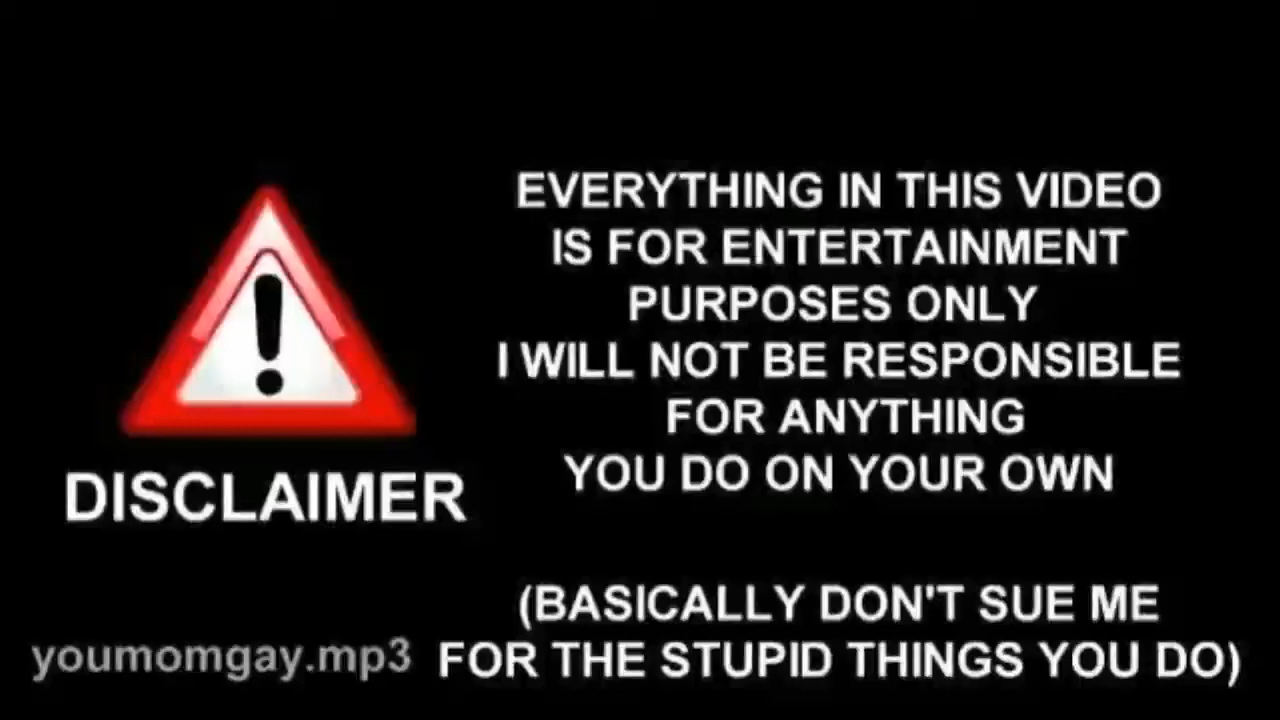 EVERYTHING IN THIS VIDEO
IS FOR ENTERTAINMENT
PURPOSES ONLY
I WILL NOT BE RESPONSIBLE
FOR ANYTHING
YOU DO ON YOUR OWN
DISCLAIMER
(BASICALLY DON'T SUE ME
FOR THE STUPID THINGS YOU DO)
youmomgay.mp3